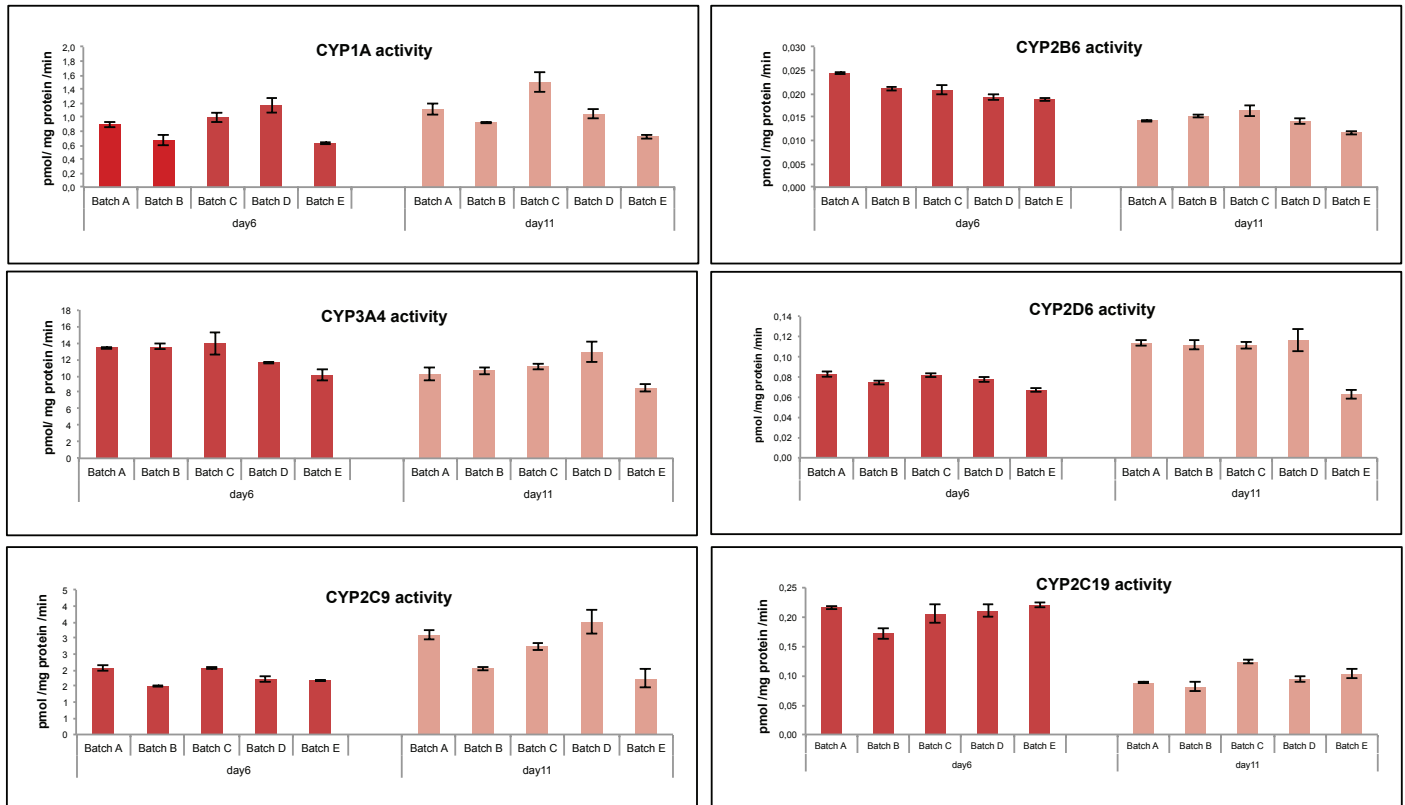 CYP1A activity
pmol/ mg protein /min
2,0
1,8
1,6
1,4
1,2
1,0
0,8
0,6
0,4
0,2
0,0
Batch A Batch B Batch C Batch D Batch E Batch A Batch B Batch C Batch D Batch E
day6 day11
CYP2B6 activity
pmol /mg protein /min
0,030
0,025
0,020
0,015
0,010
0,005
0,000
Batch A Batch B Batch C Batch D Batch E Batch A Batch B Batch C Batch D Batch E
day6 day11
CYP3A4 activity
pmol/ mg protein /min
18
16
14
12
10
8
6
4
2
0
Batch A Batch B Batch C Batch D Batch E Batch A Batch B Batch C Batch D Batch E
day6 day11
CYP2D6 activity
pmol /mg protein /min
0,14
0,12
0,10
0,08
0,06
0,04
0,02
0,00
Batch A Batch B Batch C Batch D Batch E Batch A Batch B Batch C Batch D Batch E
day6 day11
CYP2C9 activity
pmol /mg protein /min
5
4
4
3
3
2
2
1
1
0
Batch A Batch B Batch C Batch D Batch E Batch A Batch B Batch C Batch D Batch E
day6 day11
CYP2C19 activity
pmol /mg protein /min
0,25
0,20
0,15
0,10
0,05
0,00
Batch A Batch B Batch C Batch D Batch E Batch A Batch B Batch C Batch D Batch E
day6 day11